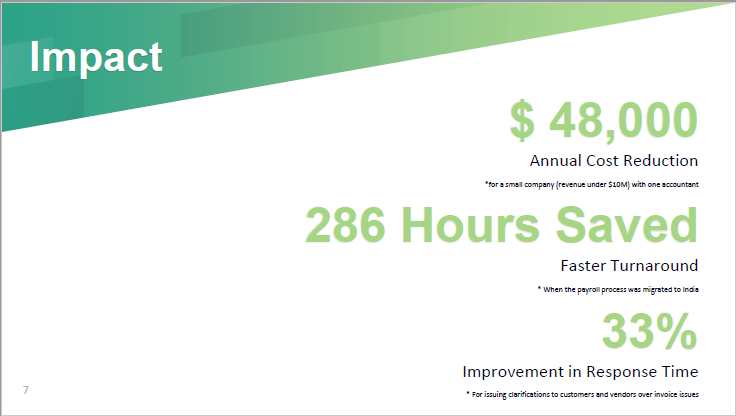 Impact
$ 48,000
Annual Cost Reduction
*for a small company (revenue under $10M) with one accountant
286 Hours Saved
Faster Turnaround
* When the payroll process was migrated to India
33%
Improvement in Response Time
* For issuing clarifications to customers and vendors over invoice issues
7